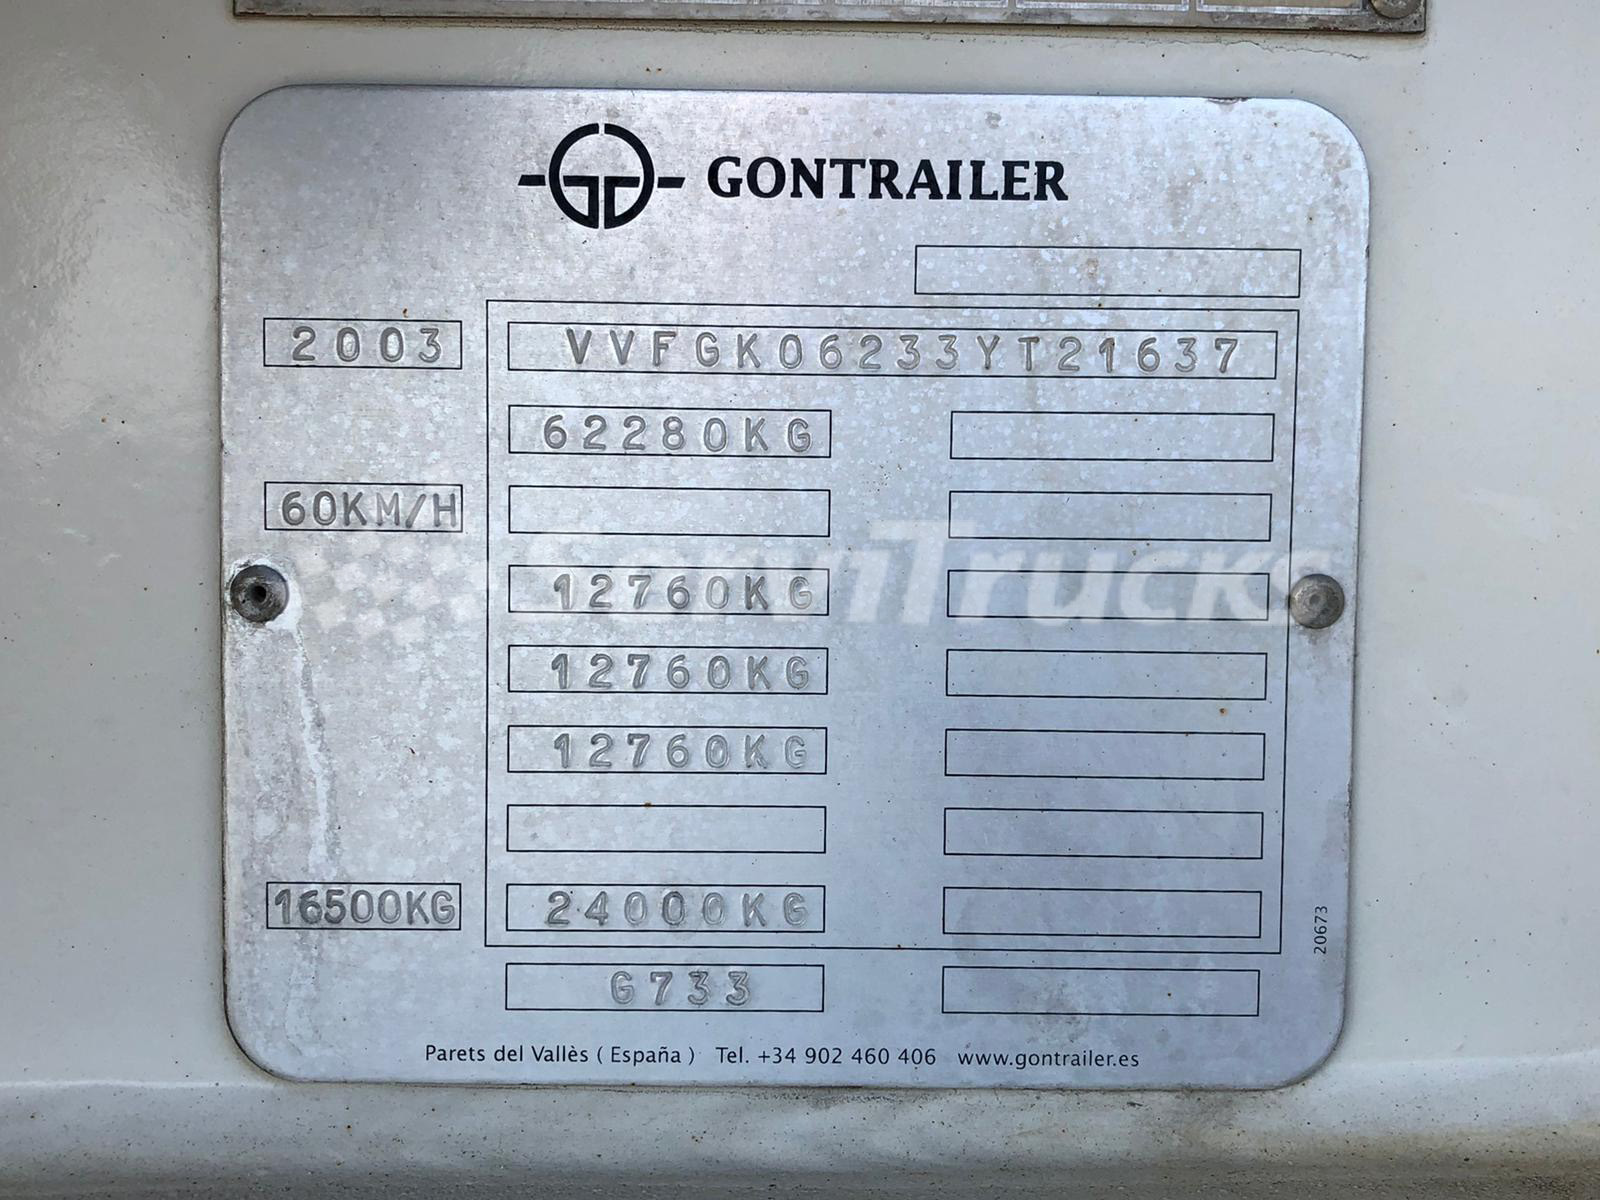 GONTRAILER
2003 VVFGK06233YT21637
62280KG
60KM/H
12760KG
12760KG
12760KG
16500KG 24000KG
20673
G733
Parets del Vallès ( España ) Tel. +34 902 460 406 www.gontrailer.es